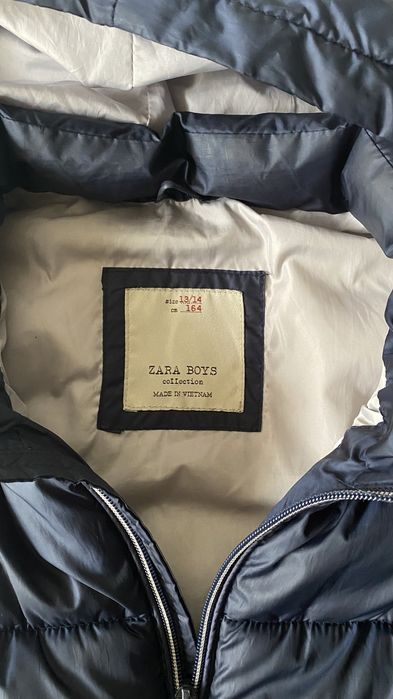 size 13/14
cm 164
ZARA BOYS
collection
MADE IN VIETNAM